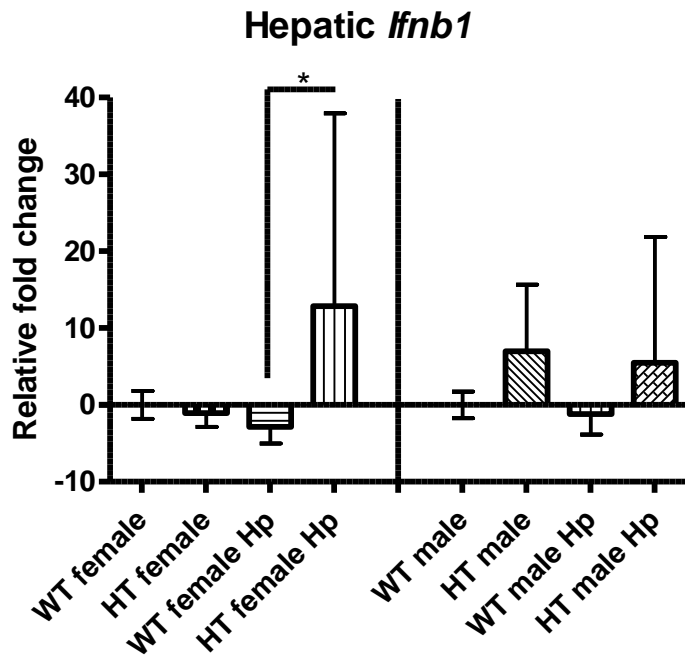 Hepatic Ifnb1
*
Relative fold change
40
30
20
10
0
-10
WT female
HT female
WT female Hp
HT female Hp
WT male
HT male
WT male Hp
HT male Hp